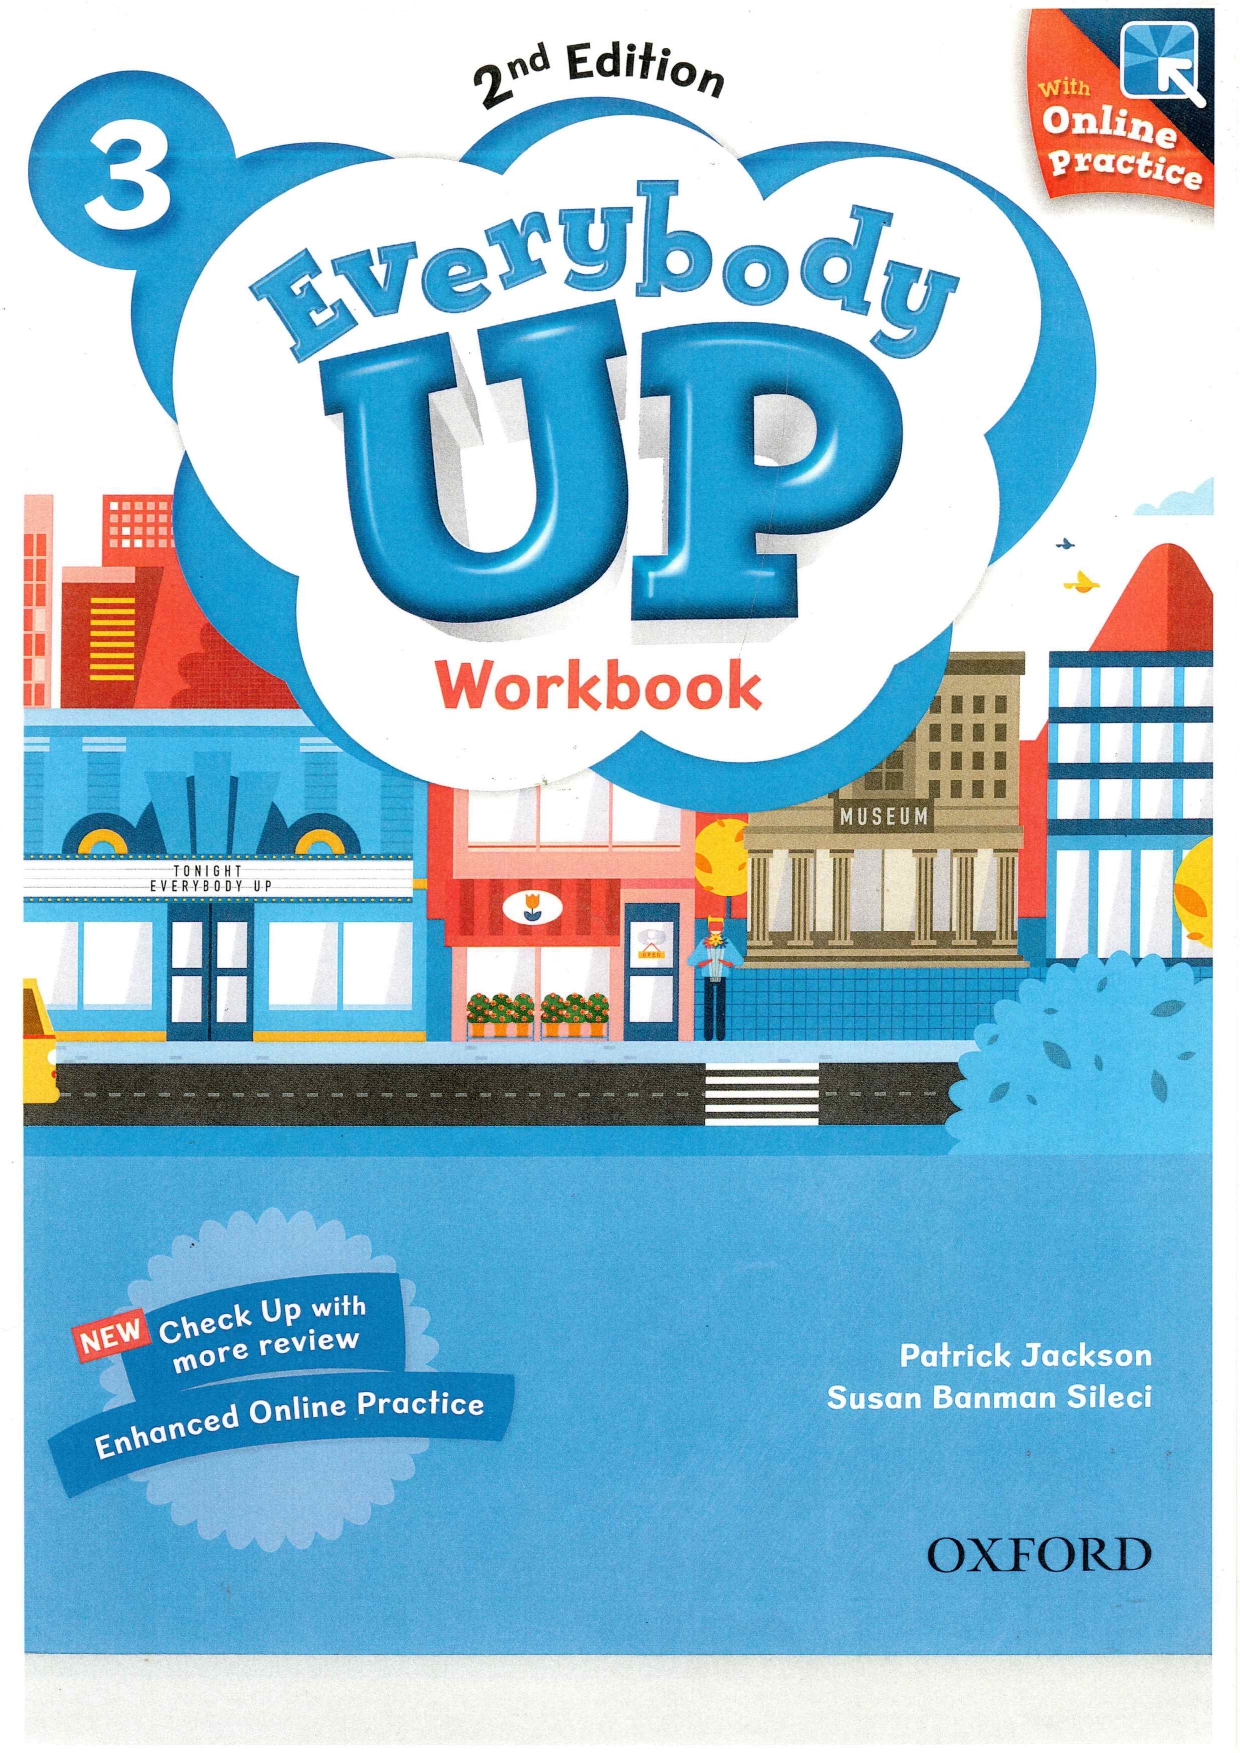 2nd Edition
3
With
Online
Practice
Everybody
UP
Workbook
MUSEUM
TONIGHT
EVERYBODY UP
OPEN
NEW
Check Up with
more review
Enhanced Online Practice
Patrick Jackson
Susan Banman Sileci
OXFORD